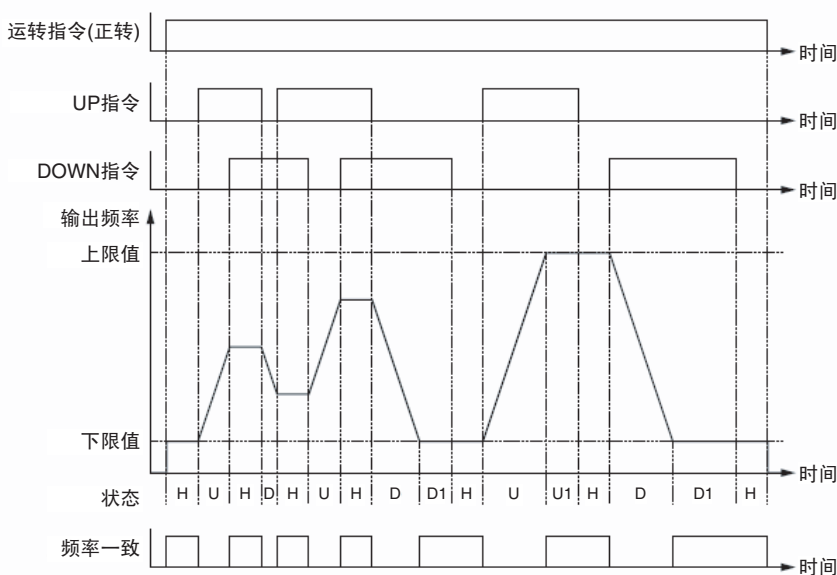 运转指令(正转)
时间
UP指令
时间
DOWN指令
时间
输出频率
上限值
下限值
时间
状态 H U H D H U H D D1 H U U1 H D D1 H
频率一致
时间